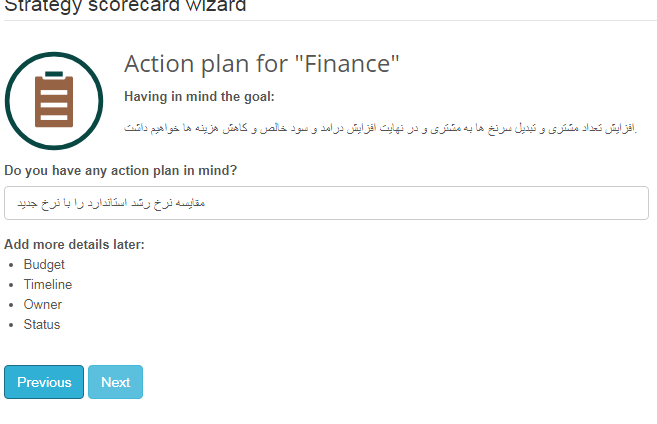 Strategy scorecard wizard
Action plan for "Finance"
Having in mind the goal:
افزایش تعداد مشتری و تبدیل سرنخ ها به مشتری و در نهایت افزایش درامد و سود خالص و کاهش هزینه ها خواهیم داشت.
Do you have any action plan in mind?
مقایسه نرخ رشد استاندارد را با نرخ جدید
Add more details later:
Budget
Timeline
Owner
Status
Previous
Next